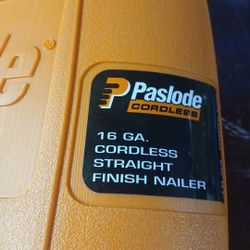 Paslode
CORDLESS
16 GA.
CORDLESS
STRAIGHT
FINISH NAILER